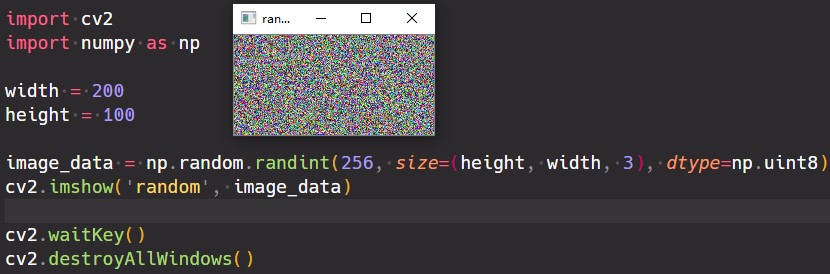 import cv2
import numpy as np
ran...
width = 200
height = 100
image_data = np.random.randint(256, size=(height, width, 3), dtype=np.uint8)
cv2.imshow('random', image_data)
cv2.waitKey()
cv2.destroyAllWindows()